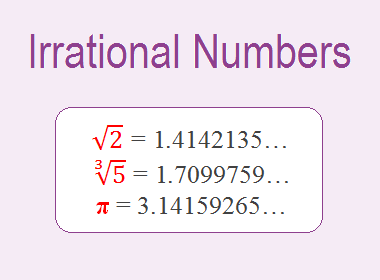 Irrational Numbers
√2 = 1.4142135…
∛5 = 1.7099759…
π = 3.14159265…